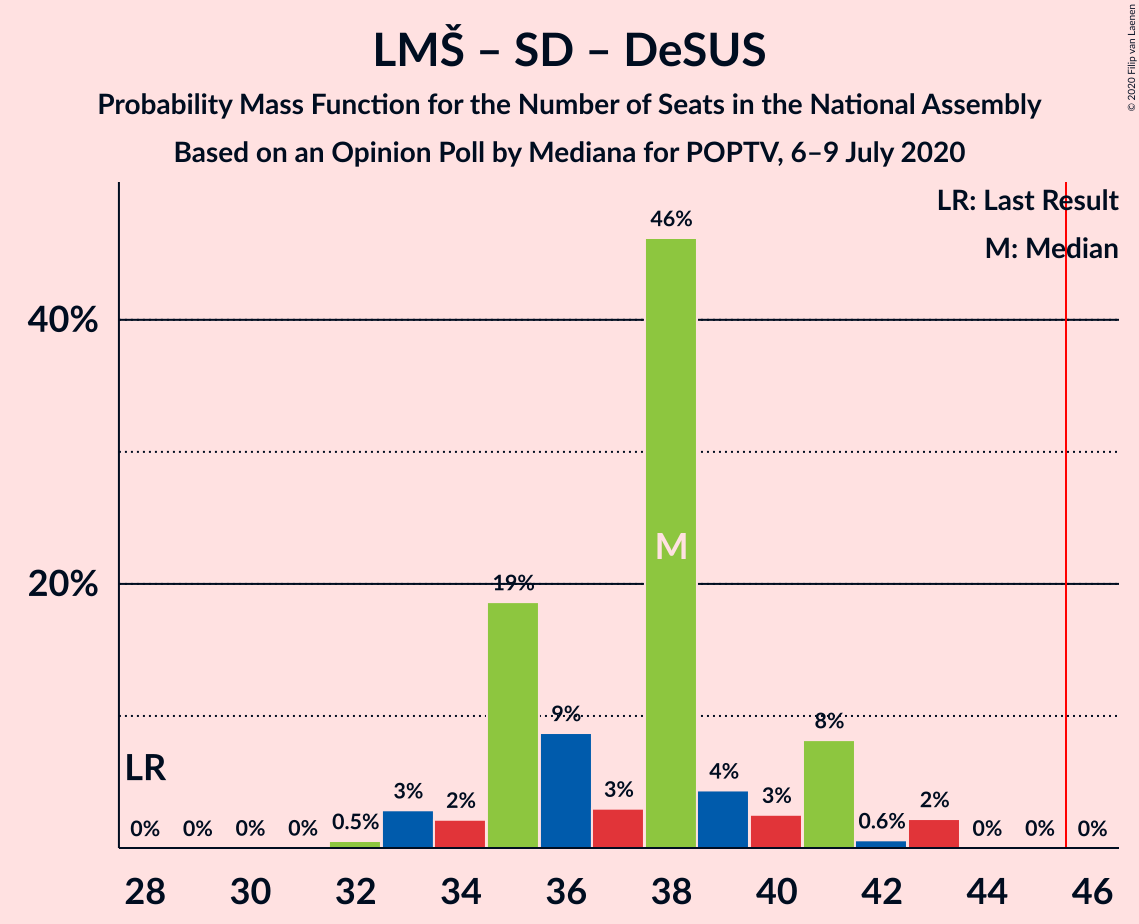 LMŠ – SD – DeSUS
Probability Mass Function for the Number of Seats in the National Assembly
Based on an Opinion Poll by Mediana for POPTV, 6–9 July 2020
© 2020 Filip van Laenen
LR: Last Result
M: Median
46%
40%
M
20%
19%
9%
8%
LR
0% 0% 0% 0% 0.5% 3% 2% 3% 4% 3% 0.6% 2% 0% 0% 0%
28 30 32 34 36 38 40 42 44 46